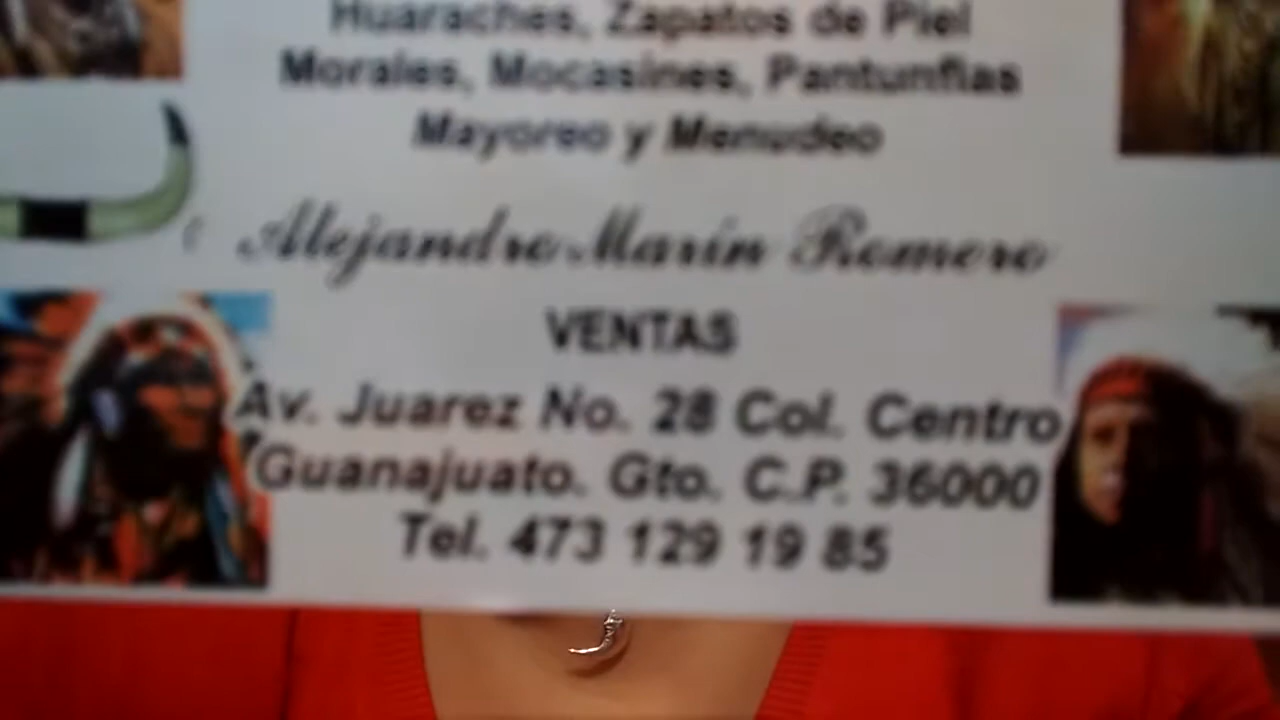 Huaraches, Zapatos de Piel
Morales, Mocasines, Pantunflas
Mayoreo y Menudeo
Alejandro Marín Romero
VENTAS
Av. Juarez No. 28 Col. Centro
Guanajuato. Gto. C.P. 36000
Tel. 473 129 19 85